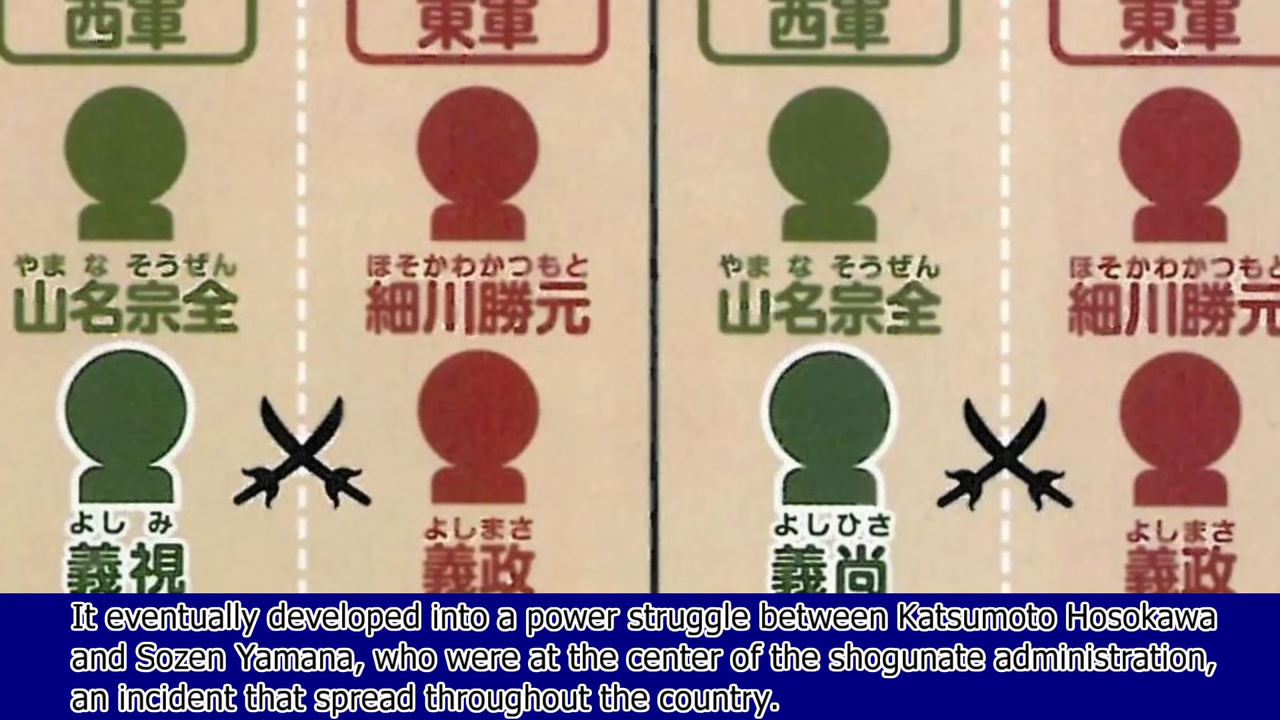 西軍
東軍
西軍
東軍
やまな そうぜん
山名宗全
ほそかわかつもと
細川勝元
やまな そうぜん
山名宗全
ほそかわかつもと
細川勝元
よしみ
義視
よしまさ
義政
よしひさ
義尚
よしまさ
義政
It eventually developed into a power struggle between Katsumoto Hosokawa
and Sozen Yamana, who were at the center of the shogunate administration,
an incident that spread throughout the country.